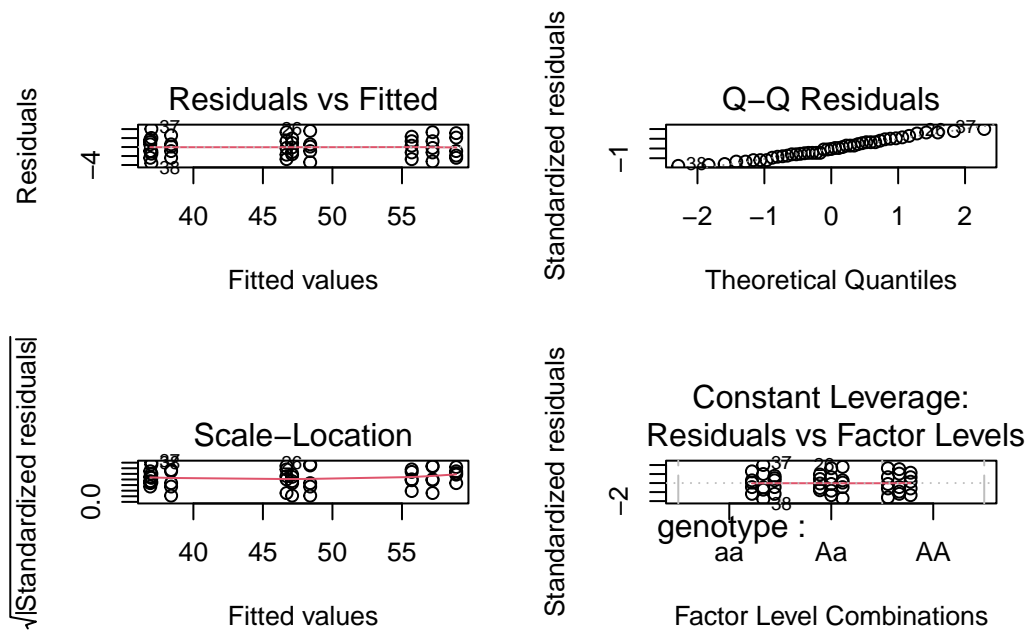 Residuals vs Fitted
Residuals
−4
37
26
38
40 45 50 55
Fitted values
Q−Q Residuals
Standardized residuals
−1
38
26 37
−2 −1 0 1 2
Theoretical Quantiles
Scale−Location
√|Standardized residuals|
0.0
37
38
26
40 45 50 55
Fitted values
Constant Leverage:
Residuals vs Factor Levels
Standardized residuals
−2
37
26
38
genotype :
aa Aa AA
Factor Level Combinations